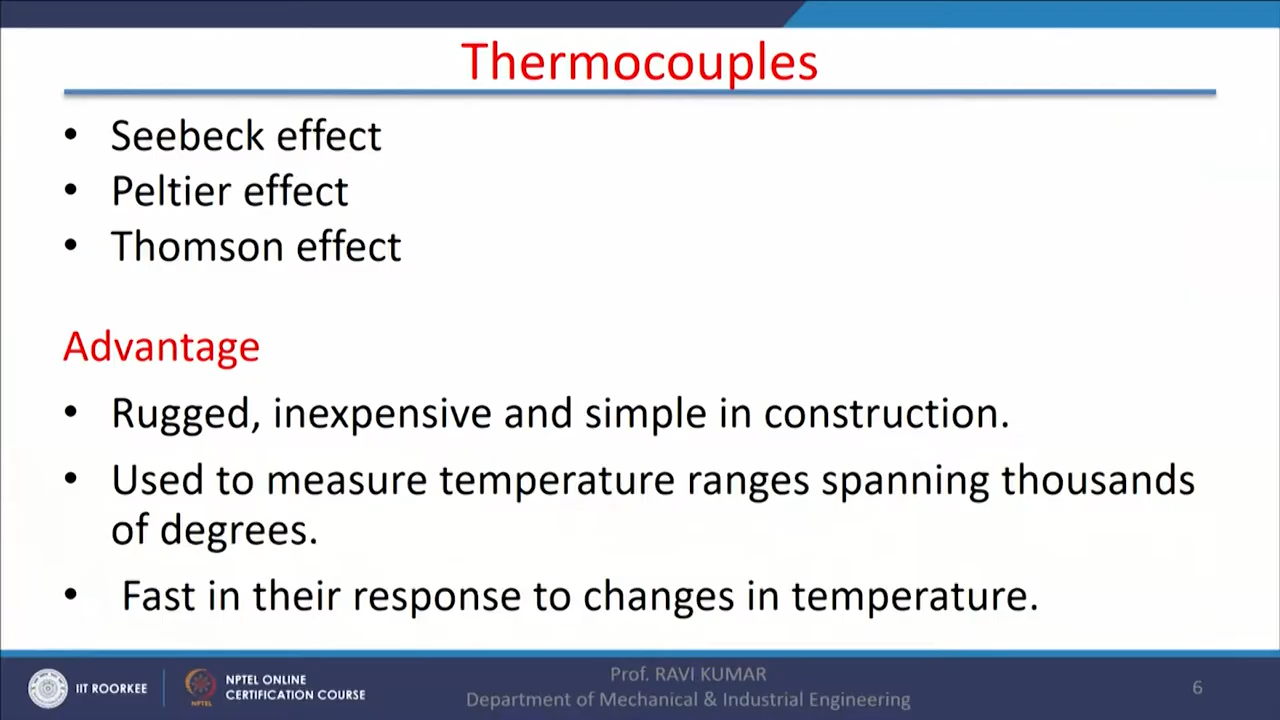 Thermocouples
• Seebeck effect
• Peltier effect
• Thomson effect
Advantage
• Rugged, inexpensive and simple in construction.
• Used to measure temperature ranges spanning thousands
of degrees.
• Fast in their response to changes in temperature.
IIT ROORKEE
NPTEL
NPTEL ONLINE
CERTIFICATION COURSE
Prof. RAVI KUMAR
Department of Mechanical & Industrial Engineering
6